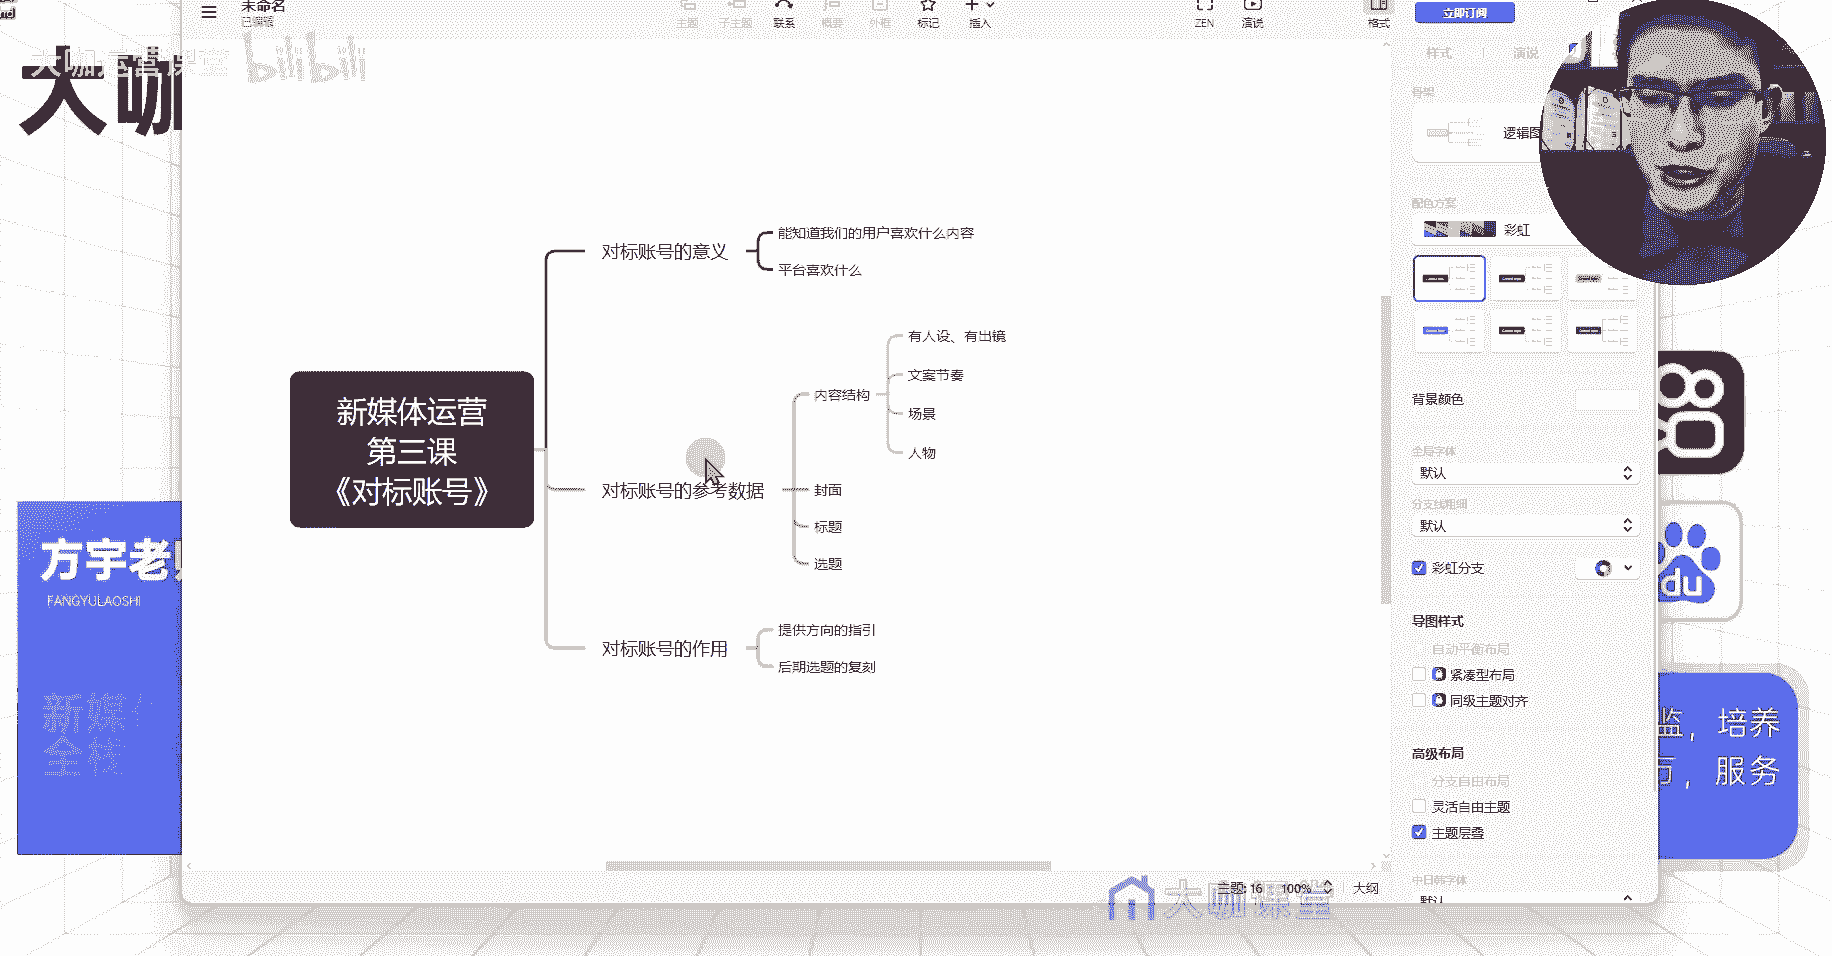 未命名
已编辑
主题
子主题
联系
概要
外框
标记
插入
ZEN
演说
格式
立即订阅
大咖运营课堂
bilibili
大咖
样式
演说
骨架
逻辑图
配色方案
彩虹
对标账号的意义
能知道我们的用户喜欢什么内容
平台喜欢什么
新媒体运营
第三课
《对标账号》
对标账号的参考数据
内容结构
有人设、有出镜
文案节奏
场景
人物
封面
标题
选题
对标账号的作用
提供方向的指引
后期选题的复刻
背景颜色
全局字体
默认
分支线粗细
默认
彩虹分支
导图样式
自动平衡布局
紧凑型布局
同级主题对齐
高级布局
分支自由布局
灵活自由主题
主题层叠
中日韩字体
默认
方宇老
FANGYULAOSHI
新媒
全栈
du
监，培养
万，服务
主题: 16
100%
大纲
大咖课堂